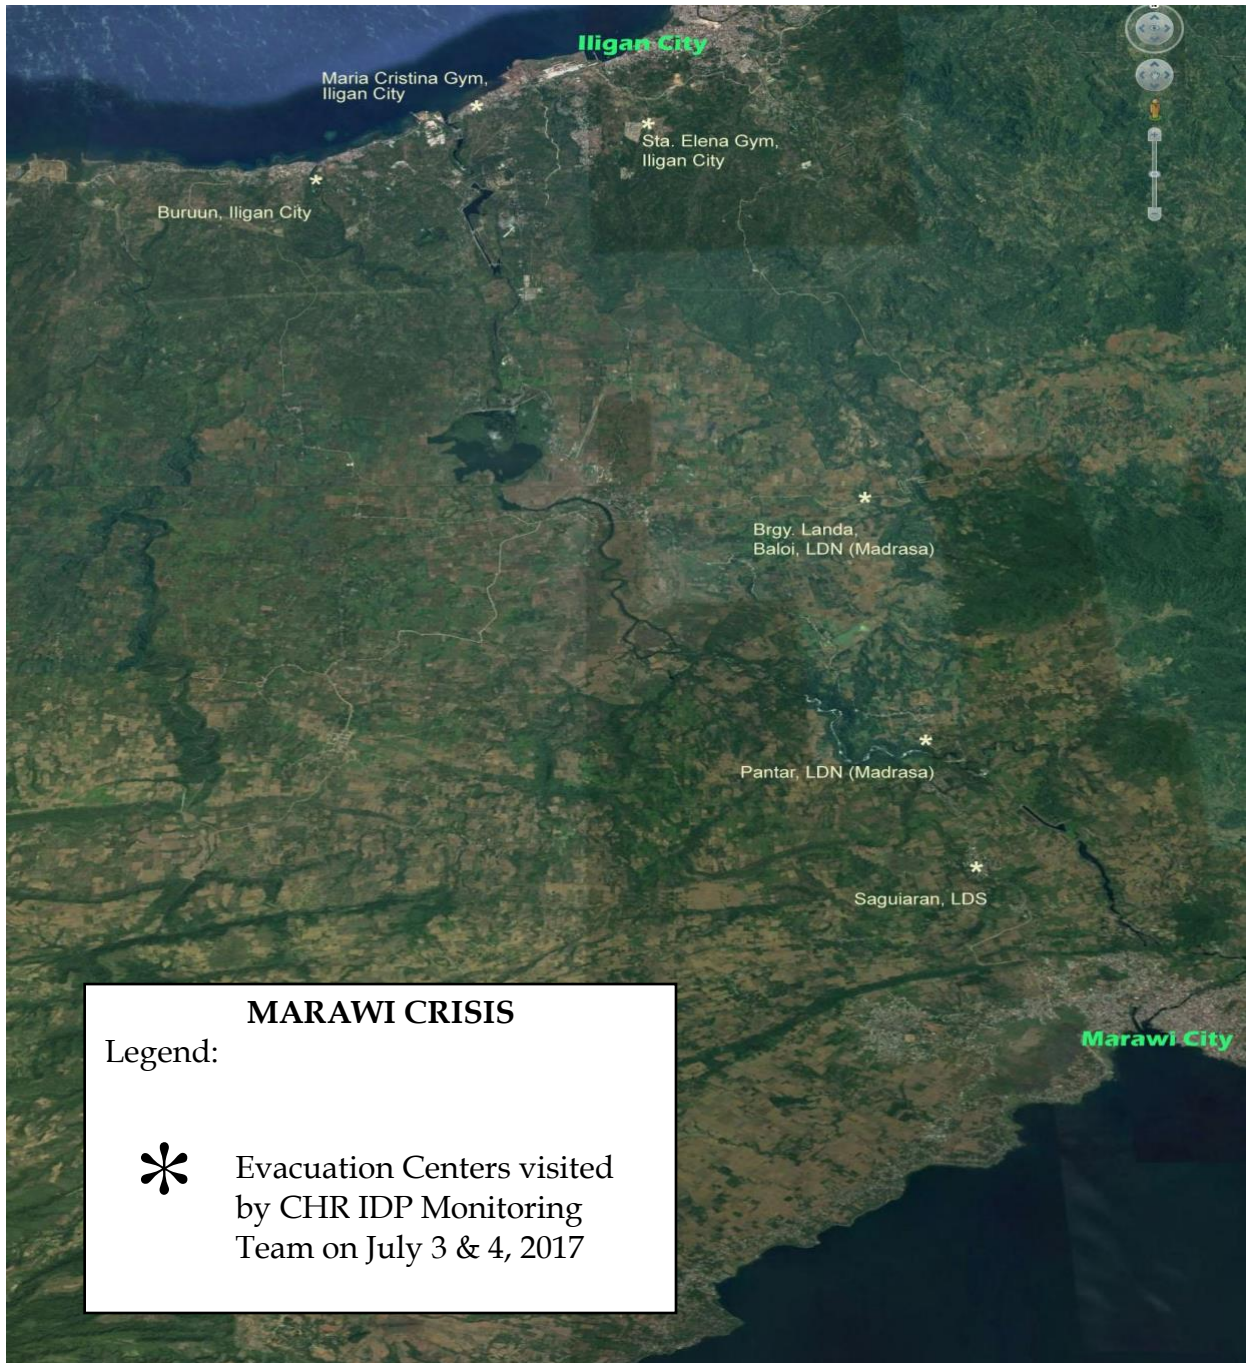 Iligan City
Maria Cristina Gym,
Iligan City
*
*
Sta. Elena Gym,
Iligan City
*
Buruun, Iligan City
*
Brgy. Landa,
Baloi, LDN (Madrasa)
*
Pantar, LDN (Madrasa)
*
Saguiaran, LDS
MARAWI CRISIS
Legend:
Marawi City
* Evacuation Centers visited
by CHR IDP Monitoring
Team on July 3 & 4, 2017